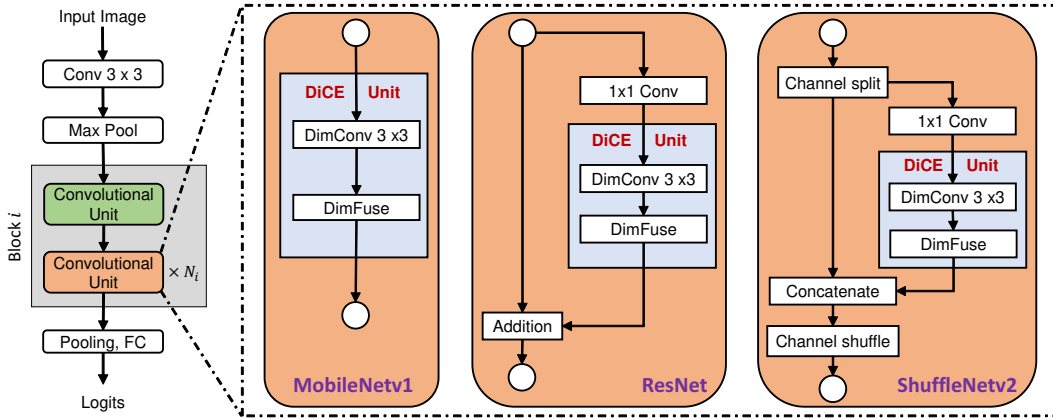 Input Image
Conv 3 x 3
Max Pool
Block i
Convolutional
Unit
Convolutional
Unit
× N_i
Pooling, FC
Logits
DiCE Unit
DimConv 3 x3
DimFuse
MobileNetv1
1x1 Conv
DiCE Unit
DimConv 3 x3
DimFuse
Addition
ResNet
Channel split
1x1 Conv
DiCE Unit
DimConv 3 x3
DimFuse
Concatenate
Channel shuffle
ShuffleNetv2